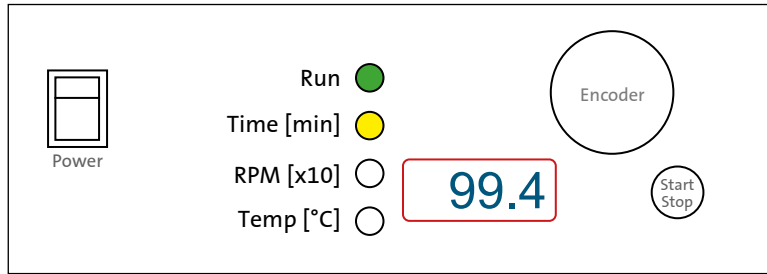 Run
Time [min]
RPM [x10]
Temp [°C]
99.4
Power
Encoder
Start
Stop